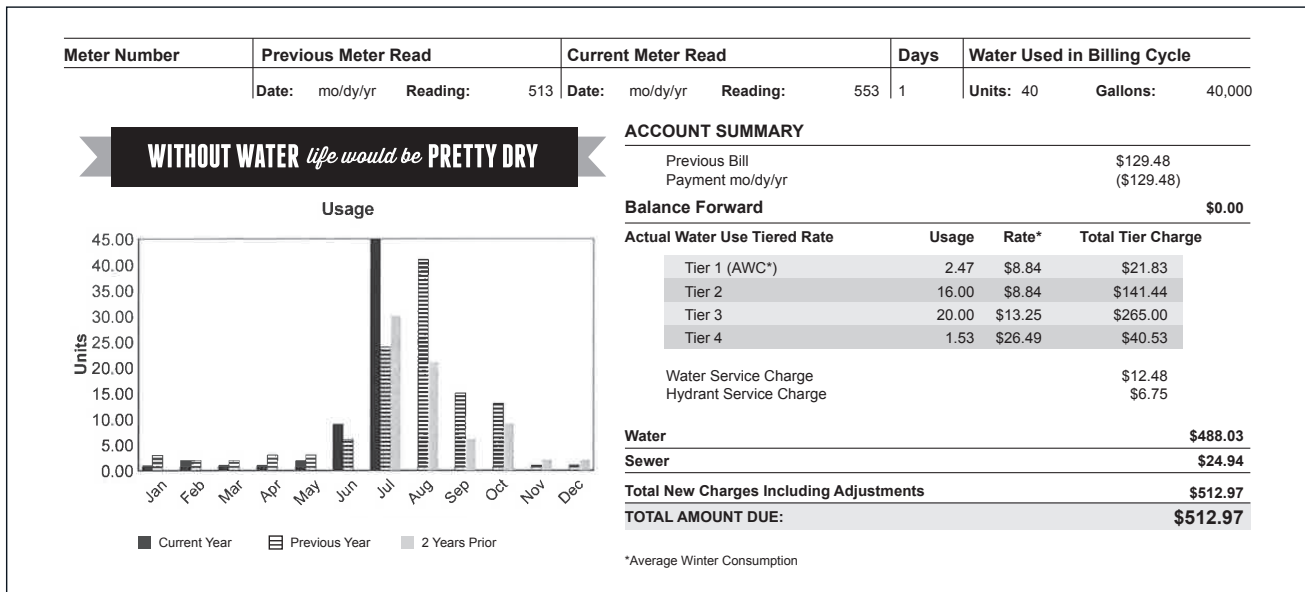 Meter Number Previous Meter Read Current Meter Read Days Water Used in Billing Cycle
Date: mo/dy/yr Reading: 513 Date: mo/dy/yr Reading: 553 1 Units: 40 Gallons: 40,000
WITHOUT WATER life would be PRETTY DRY
Usage
45.00
40.00
35.00
30.00
25.00
20.00
15.00
10.00
5.00
0.00
Units
Jan Feb Mar Apr May Jun Jul Aug Sep Oct Nov Dec
Current Year Previous Year 2 Years Prior
ACCOUNT SUMMARY
Previous Bill $129.48
Payment mo/dy/yr ($129.48)
Balance Forward $0.00
Actual Water Use Tiered Rate Usage Rate* Total Tier Charge
Tier 1 (AWC*) 2.47 $8.84 $21.83
Tier 2 16.00 $8.84 $141.44
Tier 3 20.00 $13.25 $265.00
Tier 4 1.53 $26.49 $40.53
Water Service Charge $12.48
Hydrant Service Charge $6.75
Water $488.03
Sewer $24.94
Total New Charges Including Adjustments $512.97
TOTAL AMOUNT DUE: $512.97
*Average Winter Consumption